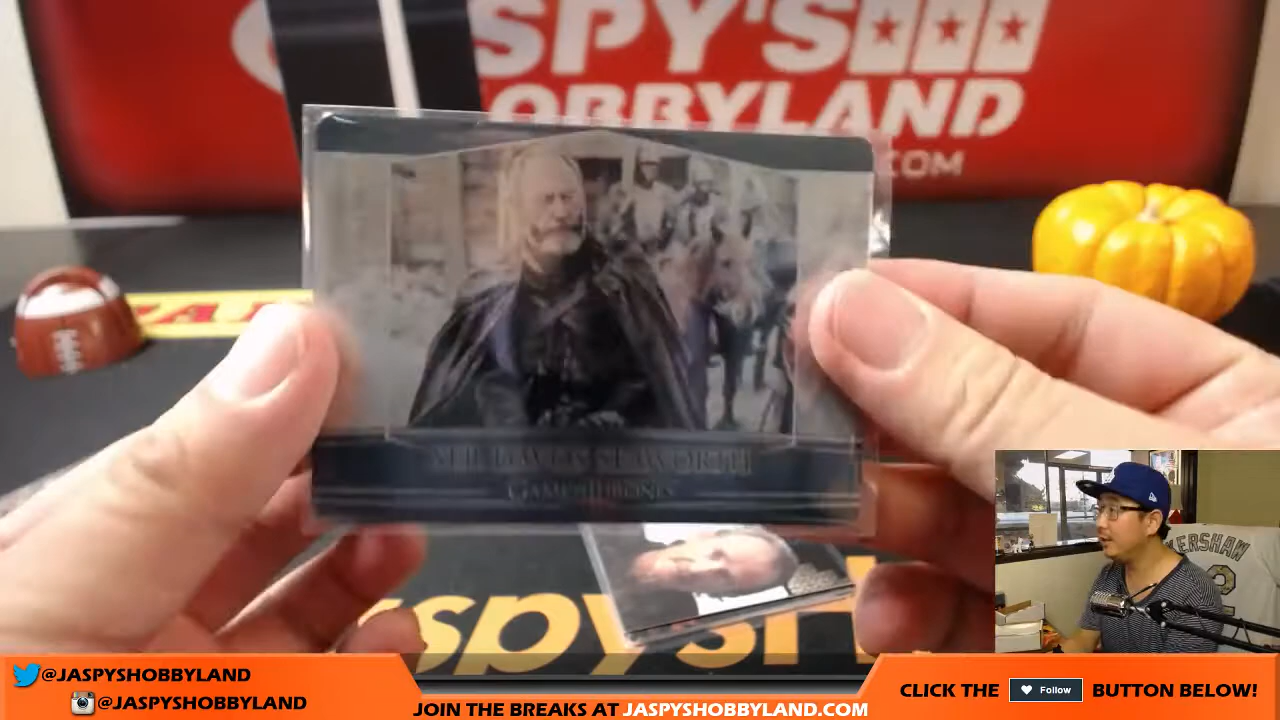 SPY'S
HOBBYLAND
.COM
SER DAVOS SEAWORTH
GAME OF THRONES
KERSHAW
spy's
@JASPYSHOBBYLAND
@JASPYSHOBBYLAND
JOIN THE BREAKS AT JASPYSHOBBYLAND.COM
CLICK THE Follow BUTTON BELOW!